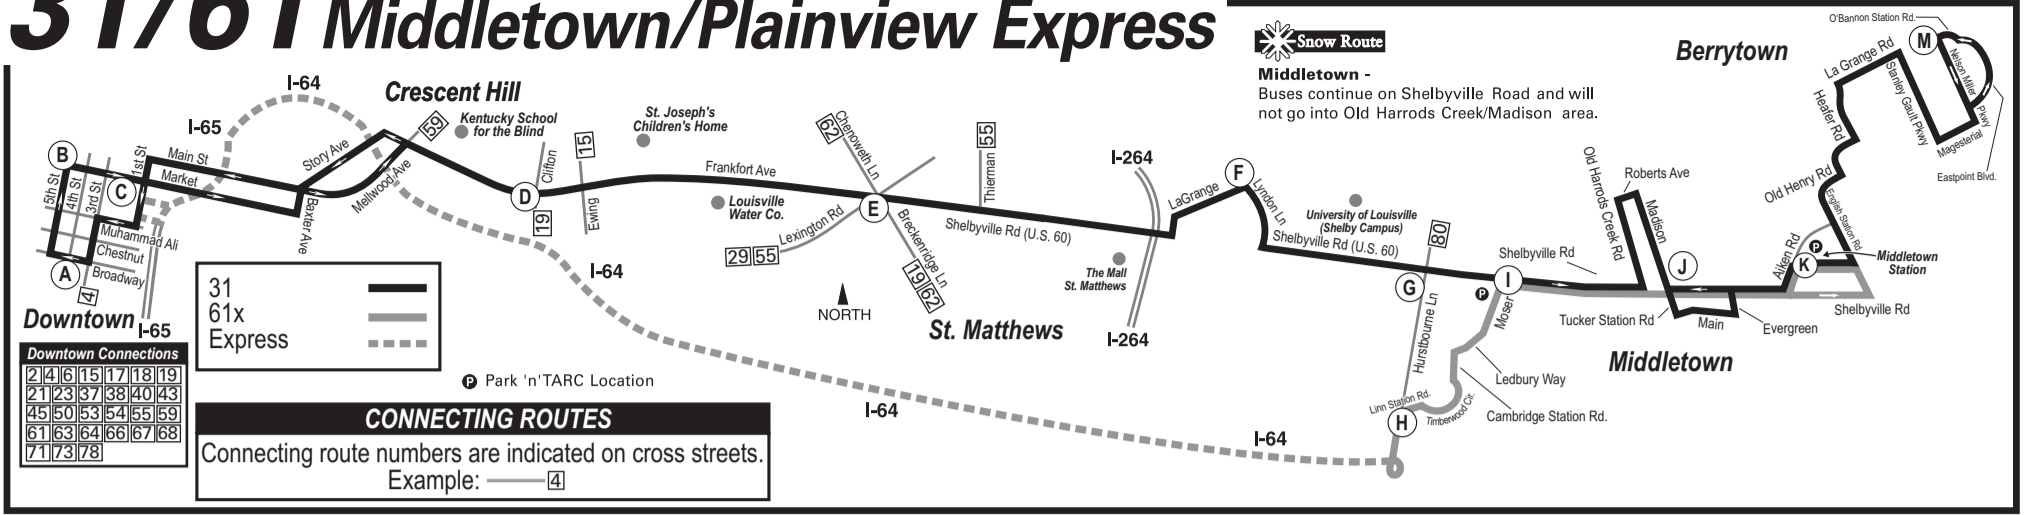 31/61 Middletown/Plainview Express
Snow Route
Middletown -
Buses continue on Shelbyville Road and will
not go into Old Harrods Creek/Madison area.
Berrytown
O'Bannon Station Rd.
M
La Grange Rd
Nelson Miller
Pkwy
Stanley Gault Pkwy
Heafer Rd
Magesterial
Eastpoint Blvd.
Old Henry Rd
English Station Rd
Aiken Rd
P
K
Middletown
Station
Shelbyville Rd
I-64
I-65
Crescent Hill
59
Kentucky School
for the Blind
St. Joseph's
Children's Home
B
C
1st St
Main St
Market
Story Ave
Mellwood Ave
Baxter Ave
5th St
4th St
3rd St
Muhammad Ali
Chestnut
Broadway
A
4
I-65
Downtown
D
Clifton
19
15
Ewing
Frankfort Ave
Louisville
Water Co.
62
Chenoweth Ln
E
Lexington Rd
29 55
Breckenridge Ln
19 62
55
Thierman
Shelbyville Rd (U.S. 60)
St. Matthews
The Mall
St. Matthews
I-264
I-264
LaGrange
F
Lyndon Ln
University of Louisville
(Shelby Campus)
Shelbyville Rd (U.S. 60)
80
G
Hurstbourne Ln
I
P
Moser
Shelbyville Rd
Old Harrods Creek Rd
Roberts Ave
Madison
J
Tucker Station Rd
Main
Evergreen
Middletown
Ledbury Way
Cambridge Station Rd.
Timberwood Cir.
Linn Station Rd.
H
I-64
I-64
I-64
NORTH
31
61x
Express
P Park 'n'TARC Location
Downtown Connections
2 4 6 15 17 18 19
21 23 37 38 40 43
45 50 53 54 55 59
61 63 64 66 67 68
71 73 78
CONNECTING ROUTES
Connecting route numbers are indicated on cross streets.
Example: 4